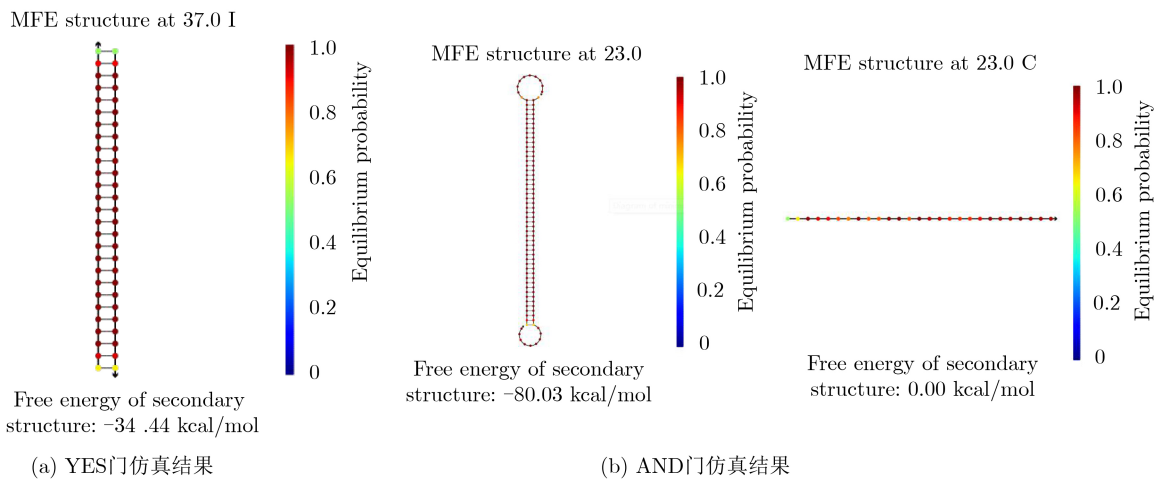 MFE structure at 37.0 I
1.0
0.8
0.6
0.4
0.2
0
Equilibrium probability
Free energy of secondary
structure: –34 .44 kcal/mol
(a) YES门仿真结果
MFE structure at 23.0
1.0
0.8
0.6
0.4
0.2
0
Equilibrium probability
Free energy of secondary
structure: –80.03 kcal/mol
MFE structure at 23.0 C
1.0
0.8
0.6
0.4
0.2
0
Equilibrium probability
Free energy of secondary
structure: 0.00 kcal/mol
(b) AND门仿真结果